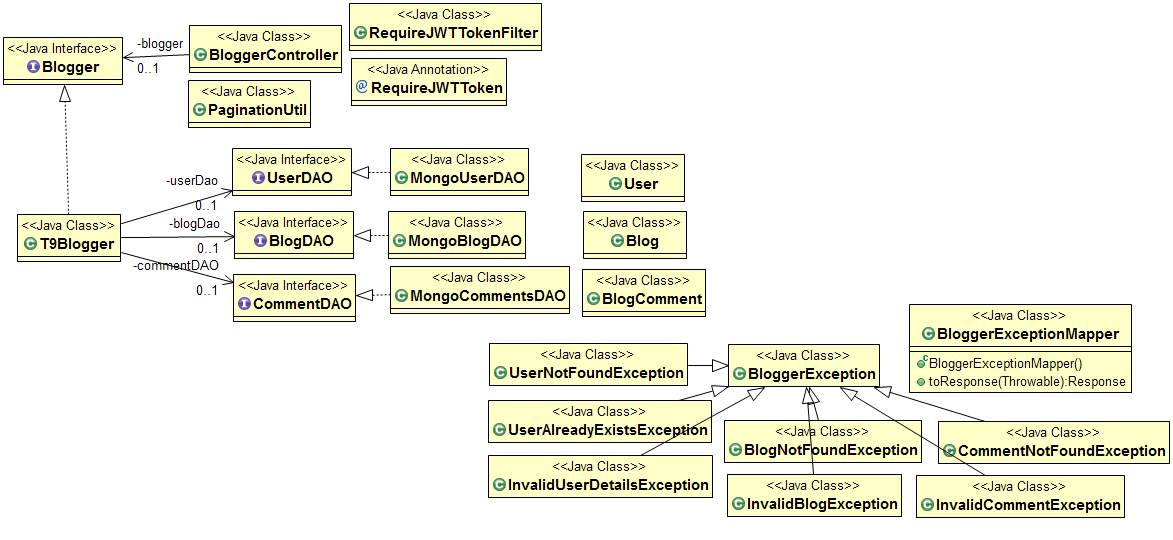 <<Java Interface>>
Blogger
-blogger
0..1
<<Java Class>>
BloggerController
<<Java Class>>
RequireJWTTokenFilter
<<Java Annotation>>
RequireJWTToken
<<Java Class>>
PaginationUtil
<<Java Class>>
T9Blogger
-userDao
0..1
-blogDao
0..1
-commentDAO
0..1
<<Java Interface>>
UserDAO
<<Java Class>>
MongoUserDAO
<<Java Class>>
User
<<Java Interface>>
BlogDAO
<<Java Class>>
MongoBlogDAO
<<Java Class>>
Blog
<<Java Interface>>
CommentDAO
<<Java Class>>
MongoCommentsDAO
<<Java Class>>
BlogComment
<<Java Class>>
BloggerExceptionMapper
BloggerExceptionMapper()
toResponse(Throwable):Response
<<Java Class>>
UserNotFoundException
<<Java Class>>
BloggerException
<<Java Class>>
UserAlreadyExistsException
<<Java Class>>
BlogNotFoundException
<<Java Class>>
CommentNotFoundException
<<Java Class>>
InvalidUserDetailsException
<<Java Class>>
InvalidBlogException
<<Java Class>>
InvalidCommentException